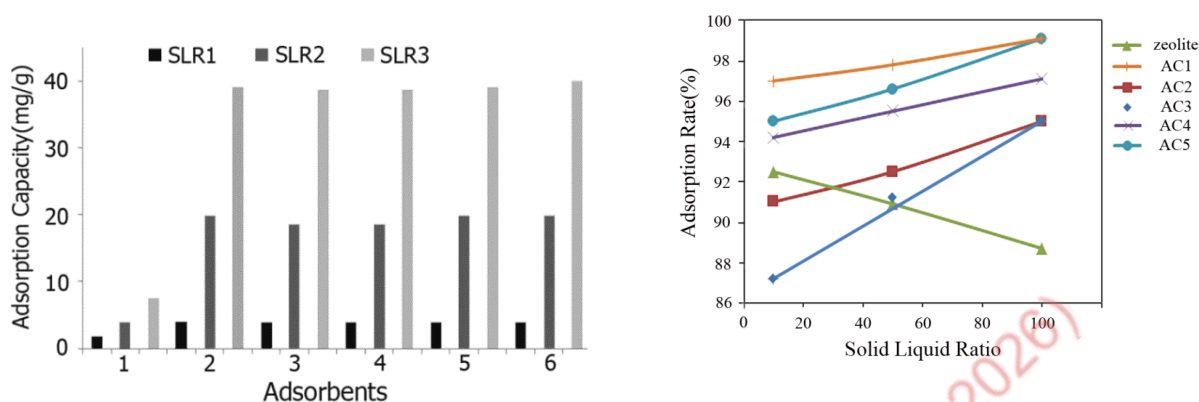 SLR1 SLR2 SLR3
Adsorption Capacity(mg/g)
40
30
20
10
0
1 2 3 4 5 6
Adsorbents
100
98
96
94
92
90
88
86
Adsorption Rate(%)
0 20 40 60 80 100
Solid Liquid Ratio
zeolite
AC1
AC2
AC3
AC4
AC5
2026)